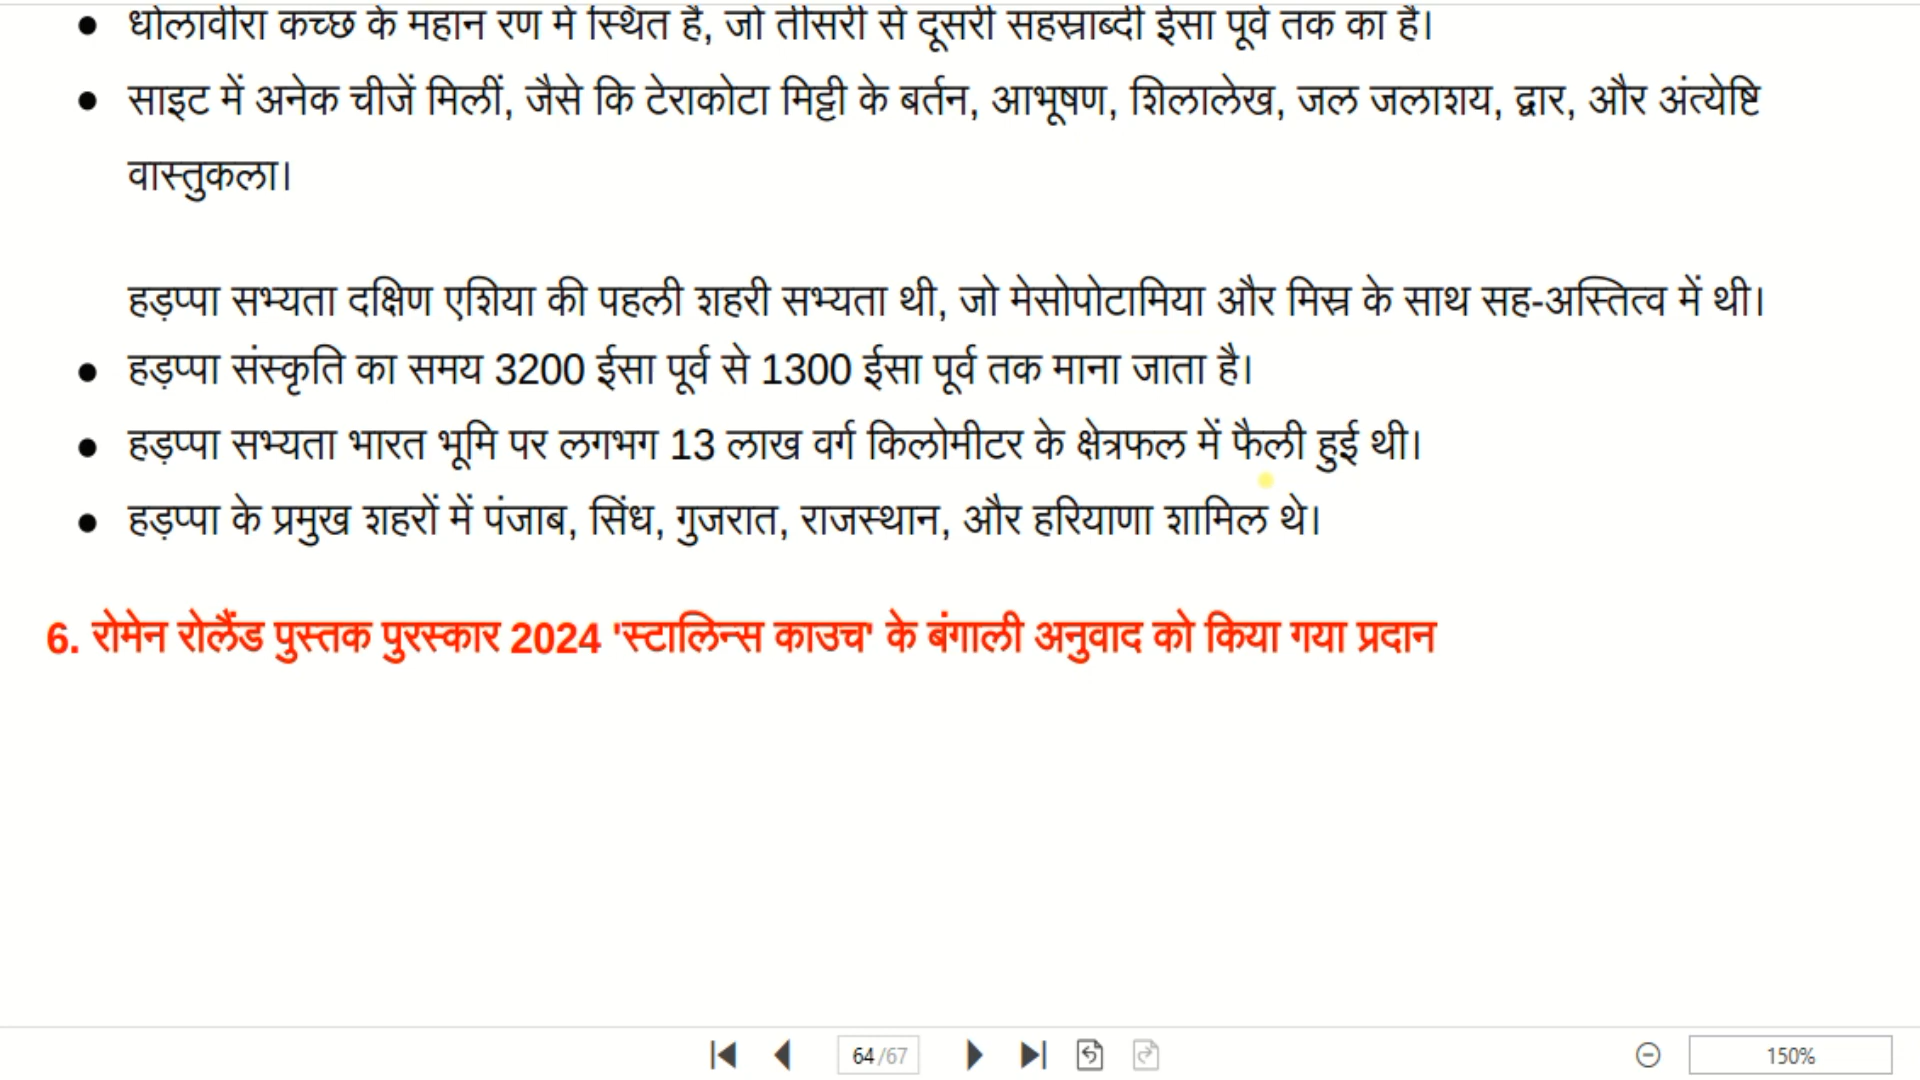 ● धोलावीरा कच्छ के महान रण में स्थित है, जो तीसरी से दूसरी सहस्राब्दी ईसा पूर्व तक का है।
● साइट में अनेक चीजें मिलीं, जैसे कि टेराकोटा मिट्टी के बर्तन, आभूषण, शिलालेख, जल जलाशय, द्वार, और अंत्येष्टि
वास्तुकला।
हड़प्पा सभ्यता दक्षिण एशिया की पहली शहरी सभ्यता थी, जो मेसोपोटामिया और मिस्र के साथ सह-अस्तित्व में थी।
● हड़प्पा संस्कृति का समय 3200 ईसा पूर्व से 1300 ईसा पूर्व तक माना जाता है।
● हड़प्पा सभ्यता भारत भूमि पर लगभग 13 लाख वर्ग किलोमीटर के क्षेत्रफल में फैली हुई थी।
● हड़प्पा के प्रमुख शहरों में पंजाब, सिंध, गुजरात, राजस्थान, और हरियाणा शामिल थे।
6. रोमेन रोलैंड पुस्तक पुरस्कार 2024 'स्टालिन्स काउच' के बंगाली अनुवाद को किया गया प्रदान
64 /67
150%